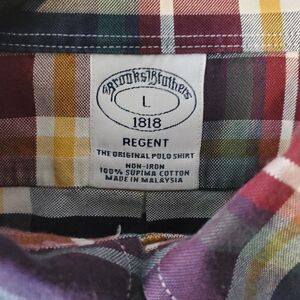 Brooks Brothers
L
1818
REGENT
THE ORIGINAL POLO SHIRT
NON-IRON
100% SUPIMA COTTON
MADE IN MALAYSIA